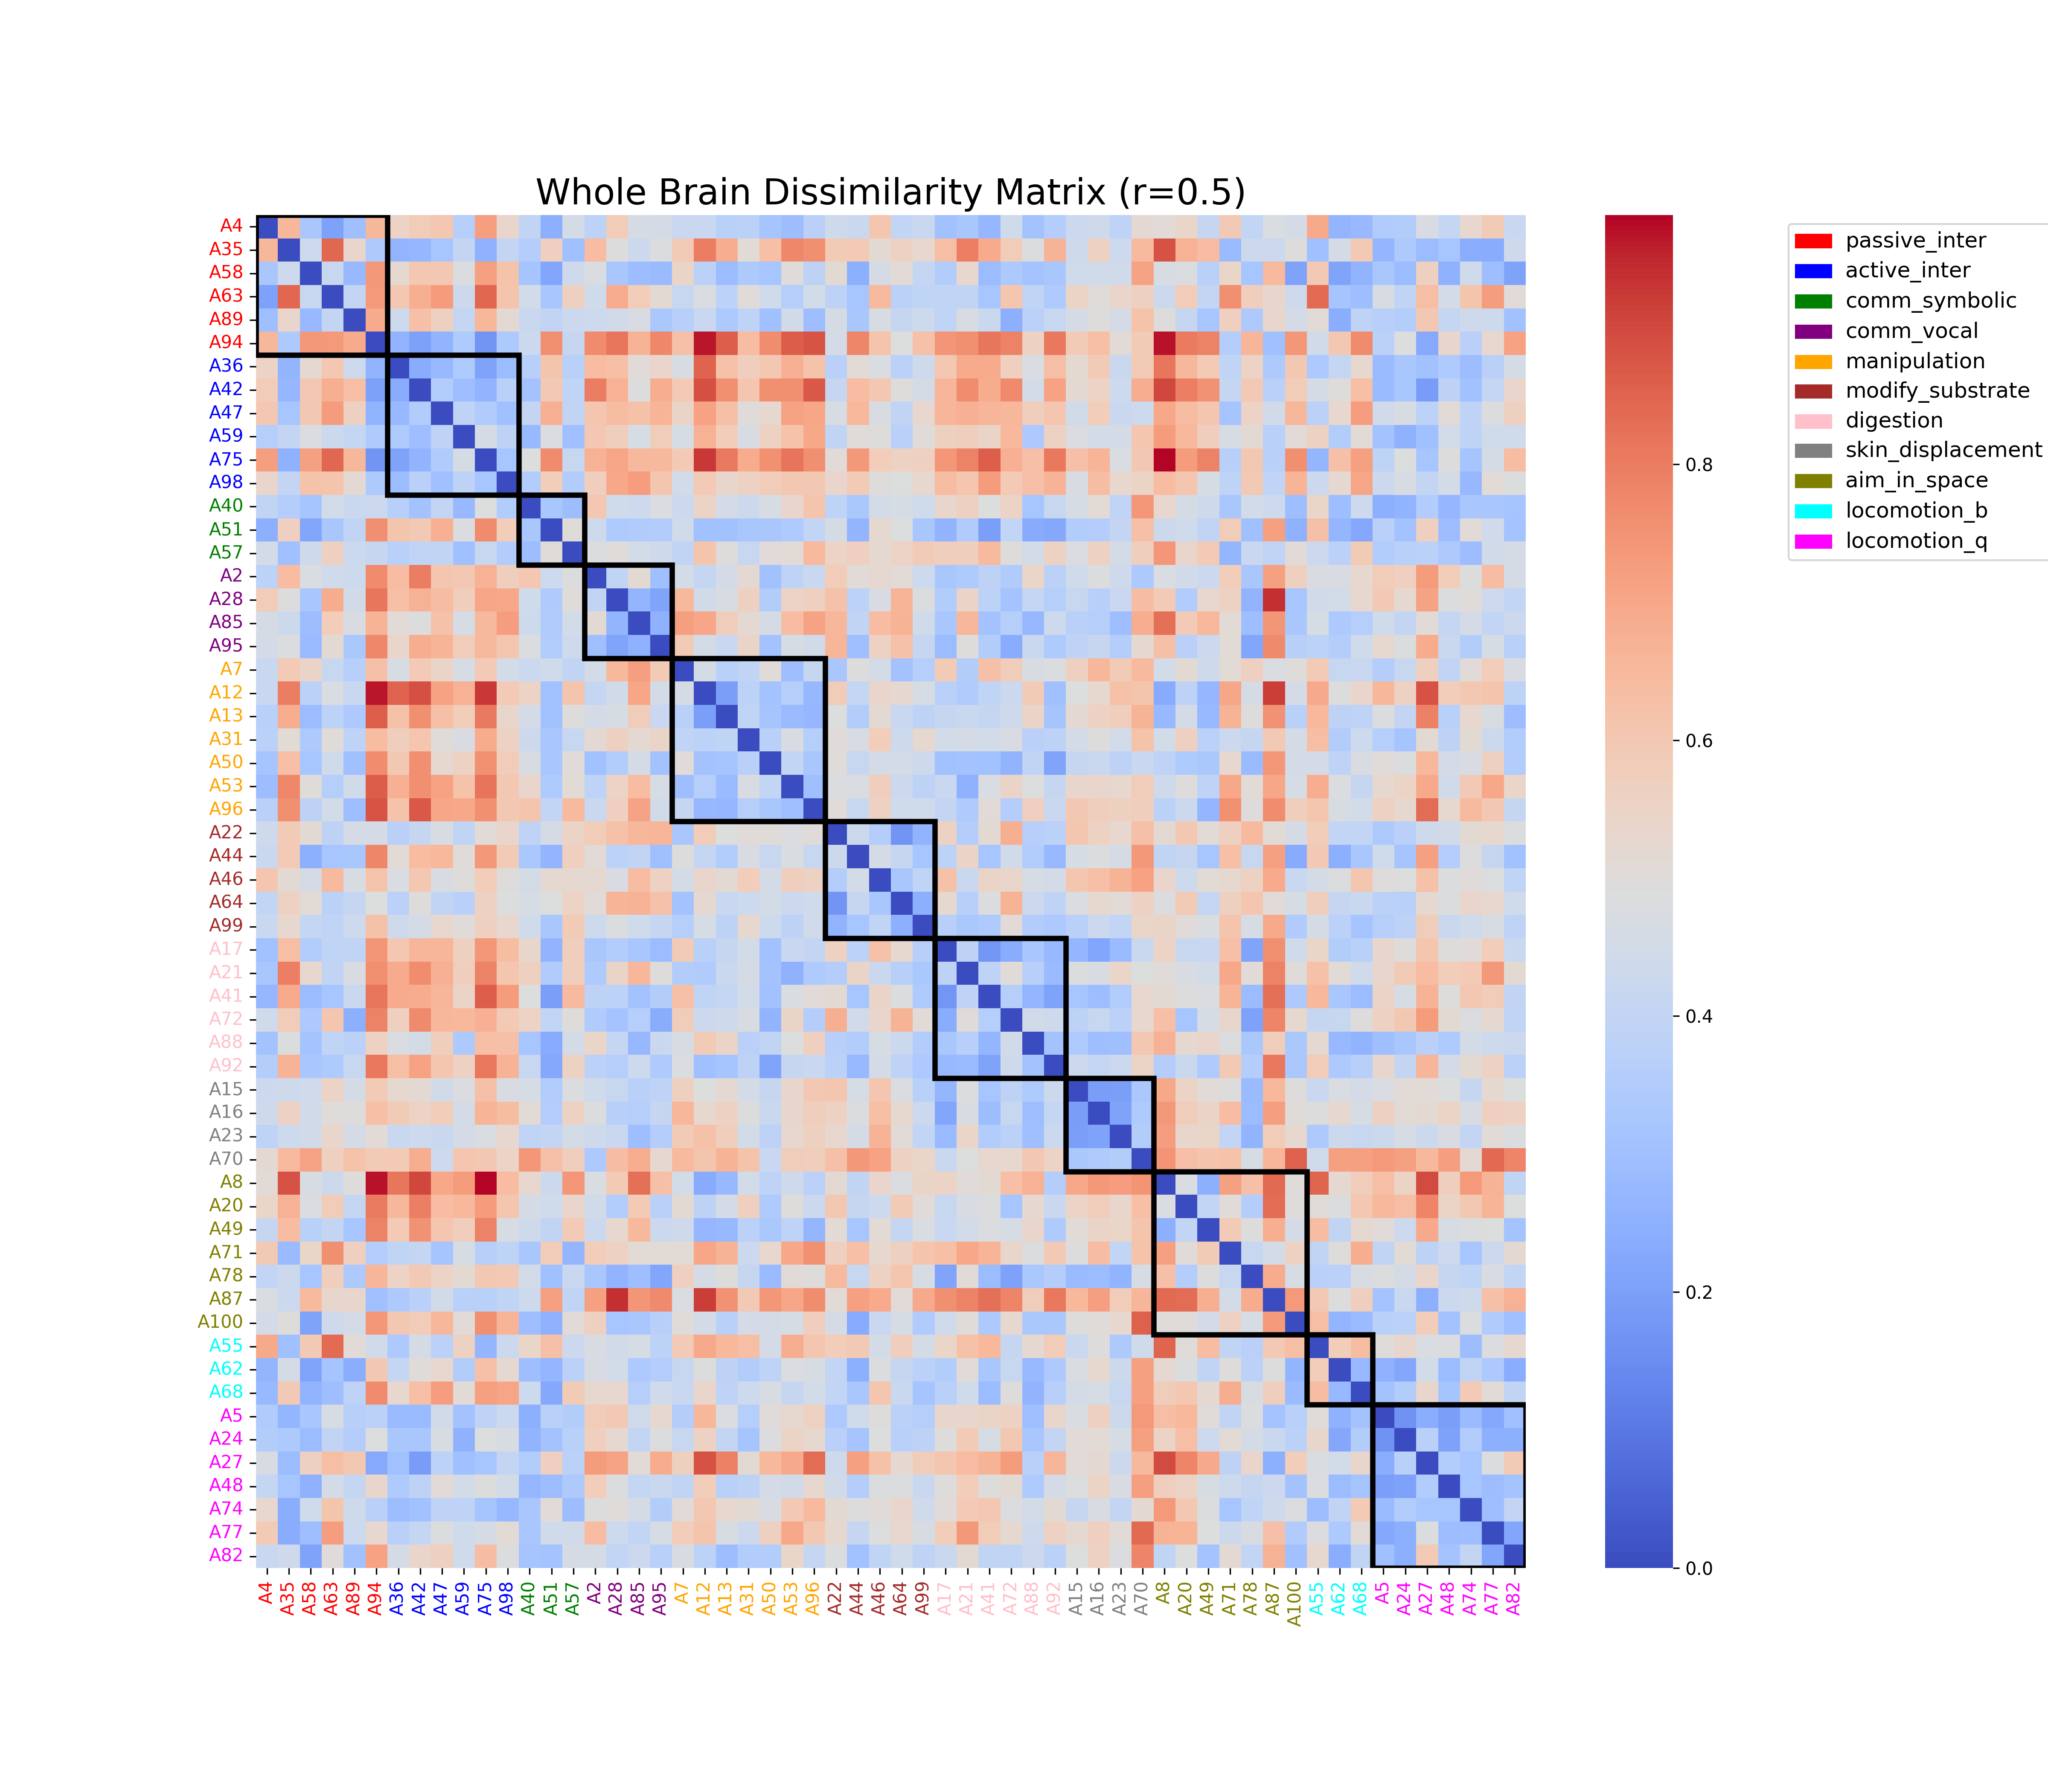 Whole Brain Dissimilarity Matrix (r=0.5)
A4
A35
A58
A63
A89
A94
A36
A42
A47
A59
A75
A98
A40
A51
A57
A2
A28
A85
A95
A7
A12
A13
A31
A50
A53
A96
A22
A44
A46
A64
A99
A17
A21
A41
A72
A88
A92
A15
A16
A23
A70
A8
A20
A49
A71
A78
A87
A100
A55
A62
A68
A5
A24
A27
A48
A74
A77
A82
A4 A35 A58 A63 A89 A94 A36 A42 A47 A59 A75 A98 A40 A51 A57 A2 A28 A85 A95 A7 A12 A13 A31 A50 A53 A96 A22 A44 A46 A64 A99 A17 A21 A41 A72 A88 A92 A15 A16 A23 A70 A8 A20 A49 A71 A78 A87 A100 A55 A62 A68 A5 A24 A27 A48 A74 A77 A82
0.8
0.6
0.4
0.2
0.0
passive_inter
active_inter
comm_symbolic
comm_vocal
manipulation
modify_substrate
digestion
skin_displacement
aim_in_space
locomotion_b
locomotion_q